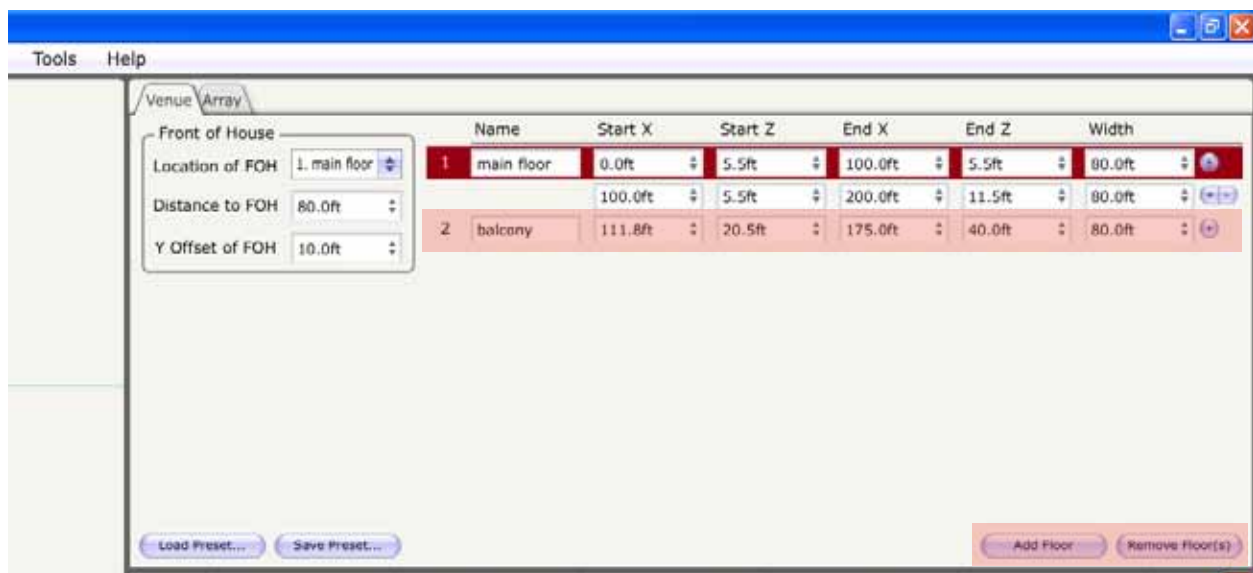 Tools Help
Venue Array
Front of House
Name Start X Start Z End X End Z Width
Location of FOH 1. main floor
1 main floor 0.0ft 5.5ft 100.0ft 5.5ft 80.0ft
100.0ft 5.5ft 200.0ft 11.5ft 80.0ft
Distance to FOH 80.0ft
2 balcony 111.8ft 20.5ft 175.0ft 40.0ft 80.0ft
Y Offset of FOH 10.0ft
Load Preset... Save Preset... Add Floor Remove Floor(s)